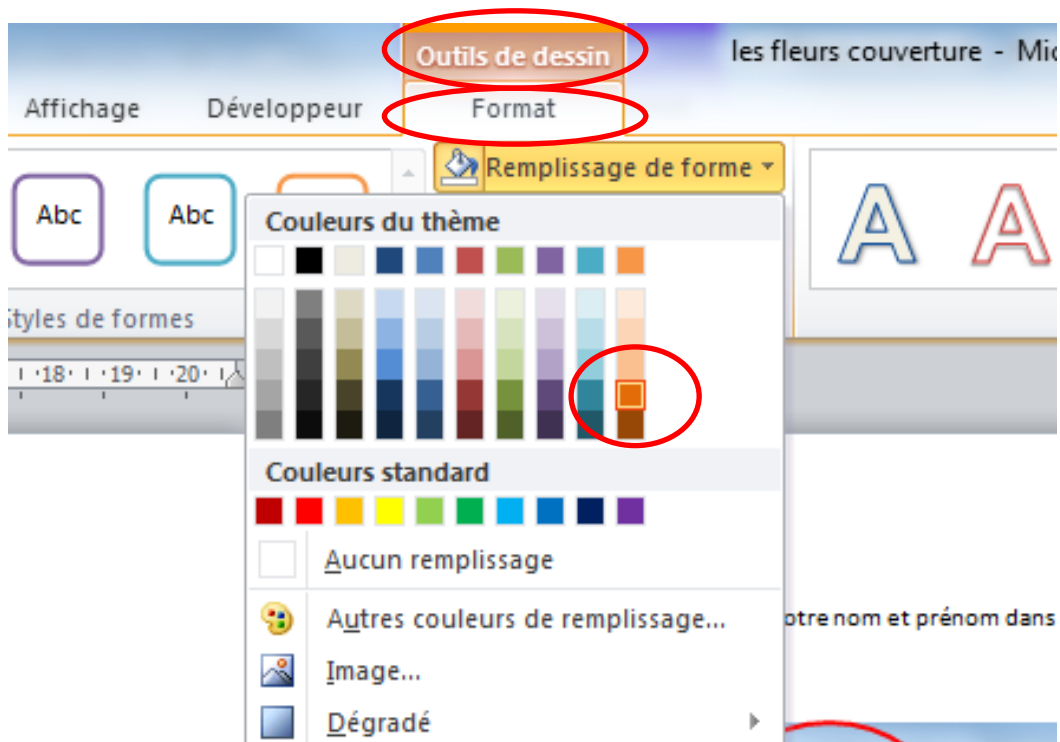 Outils de dessin
les fleurs couverture - Mic
Affichage Développeur Format
Remplissage de forme
Abc Abc
A A
Couleurs du thème
Styles de formes
18 19 20
Couleurs standard
Aucun remplissage
Autres couleurs de remplissage...
otre nom et prénom dans
Image...
Dégradé